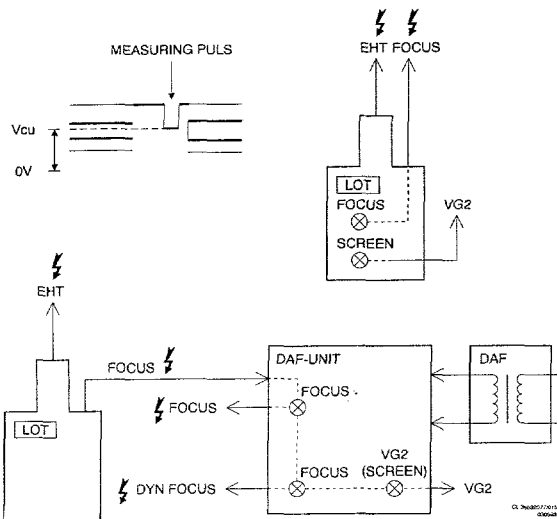 MEASURING PULS
Vcu
0V
EHT FOCUS
LOT
FOCUS
SCREEN
VG2
EHT
FOCUS
LOT
DAF-UNIT
FOCUS
FOCUS
DYN FOCUS
FOCUS
VG2
(SCREEN)
VG2
DAF